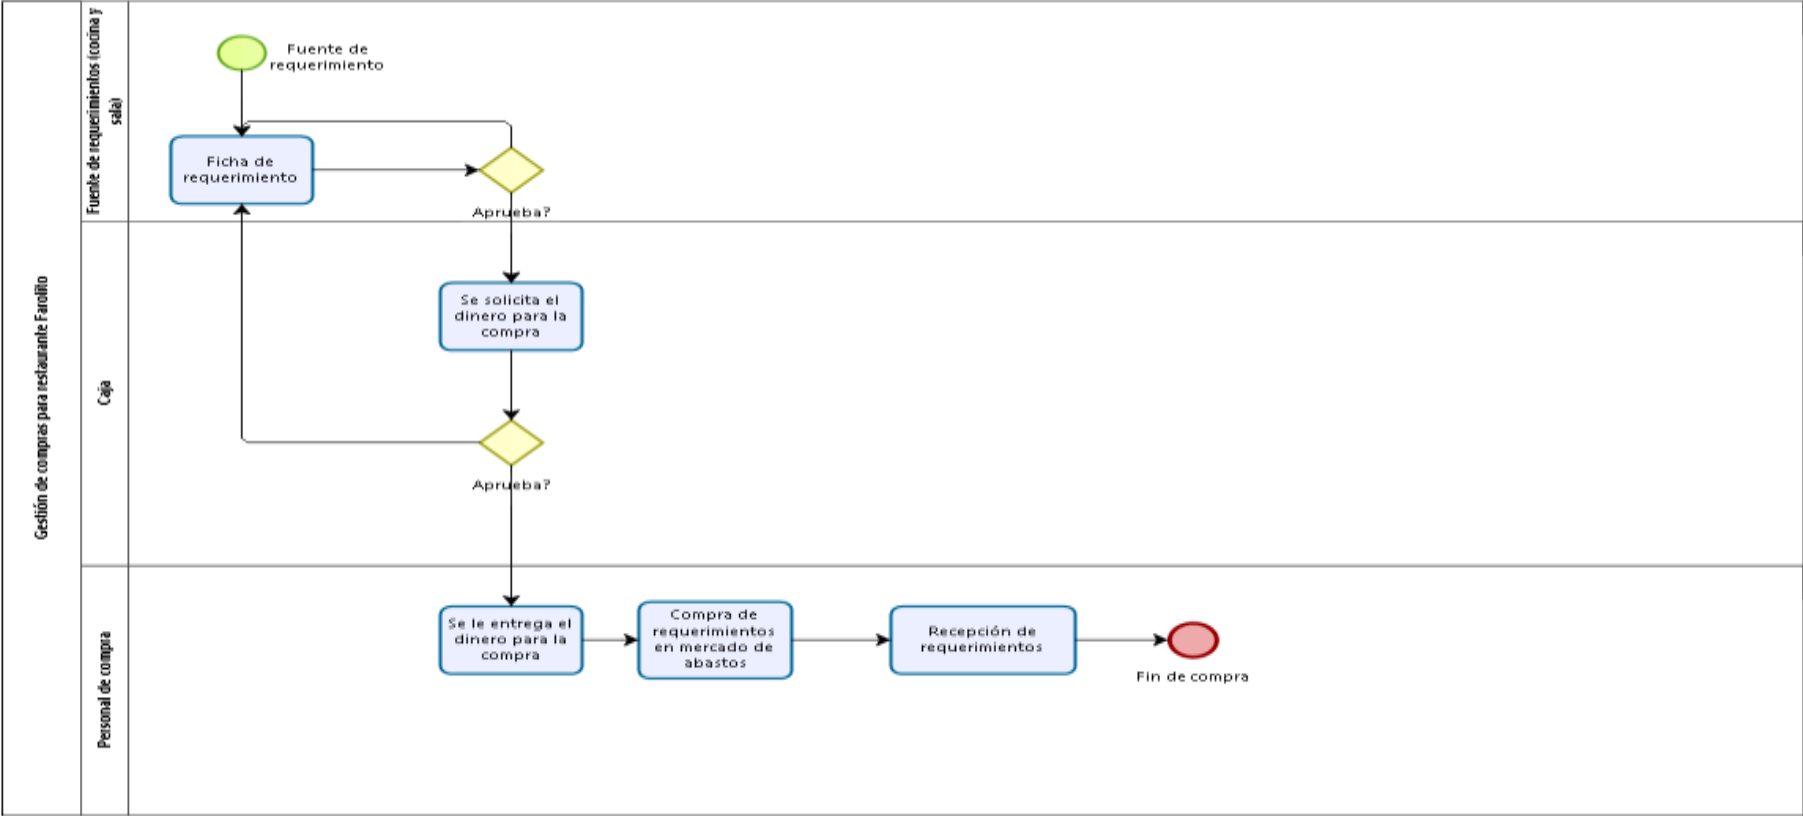 Gestión de compras para restaurante Farolito
Fuente de requerimientos (cocina y
sala)
Fuente de
requerimiento
Ficha de
requerimiento
Aprueba?
Caja
Se solicita el
dinero para la
compra
Aprueba?
Personal de compra
Se le entrega el
dinero para la
compra
Compra de
requerimientos
en mercado de
abastos
Recepción de
requerimientos
Fin de compra